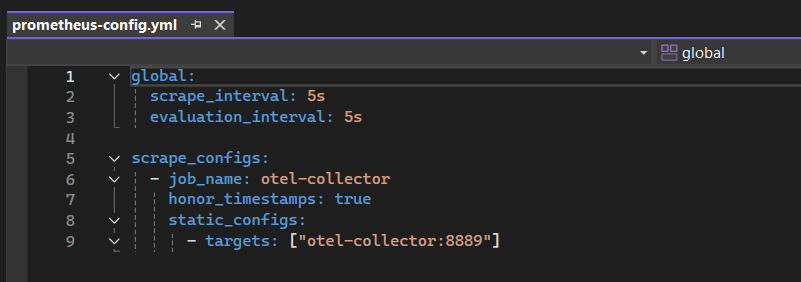 prometheus-config.yml
global
1 global:
2 scrape_interval: 5s
3 evaluation_interval: 5s
4
5 scrape_configs:
6 - job_name: otel-collector
7 honor_timestamps: true
8 static_configs:
9 - targets: ["otel-collector:8889"]